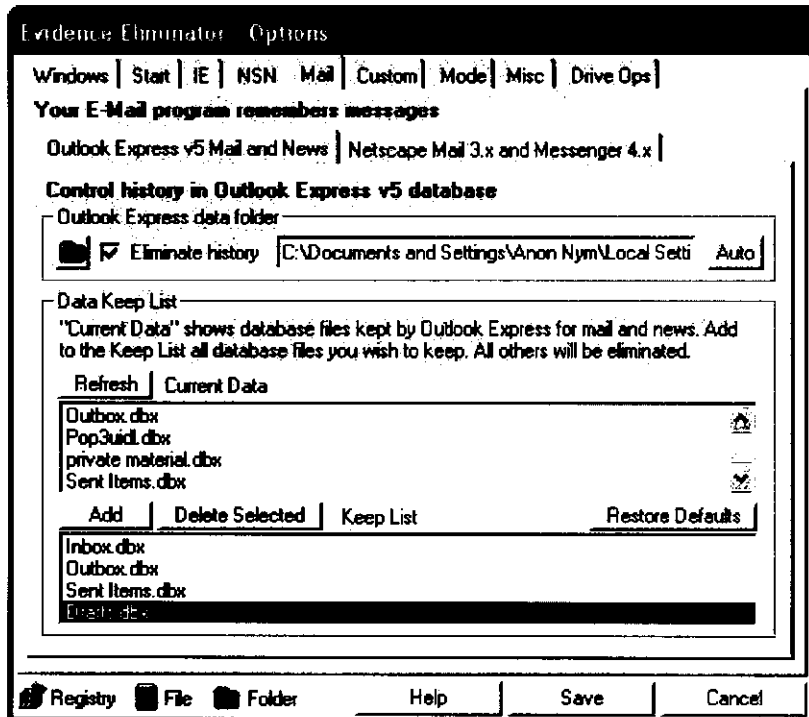 Evidence Eliminator Options
Windows Start IE NSN Mail Custom Mode Misc Drive Ops
Your E-Mail program remembers messages
Outlook Express v5 Mail and News Netscape Mail 3.x and Messenger 4.x
Control history in Outlook Express v5 database
Outlook Express data folder
Eliminate history C:\Documents and Settings\Anon Nym\Local Setti Auto
Data Keep List
"Current Data" shows database files kept by Outlook Express for mail and news. Add
to the Keep List all database files you wish to keep. All others will be eliminated.
Refresh Current Data
Outbox.dbx
Pop3uidl.dbx
private material.dbx
Sent Items.dbx
Add Delete Selected Keep List Restore Defaults
Inbox.dbx
Outbox.dbx
Sent Items.dbx
Registry File Folder Help Save Cancel